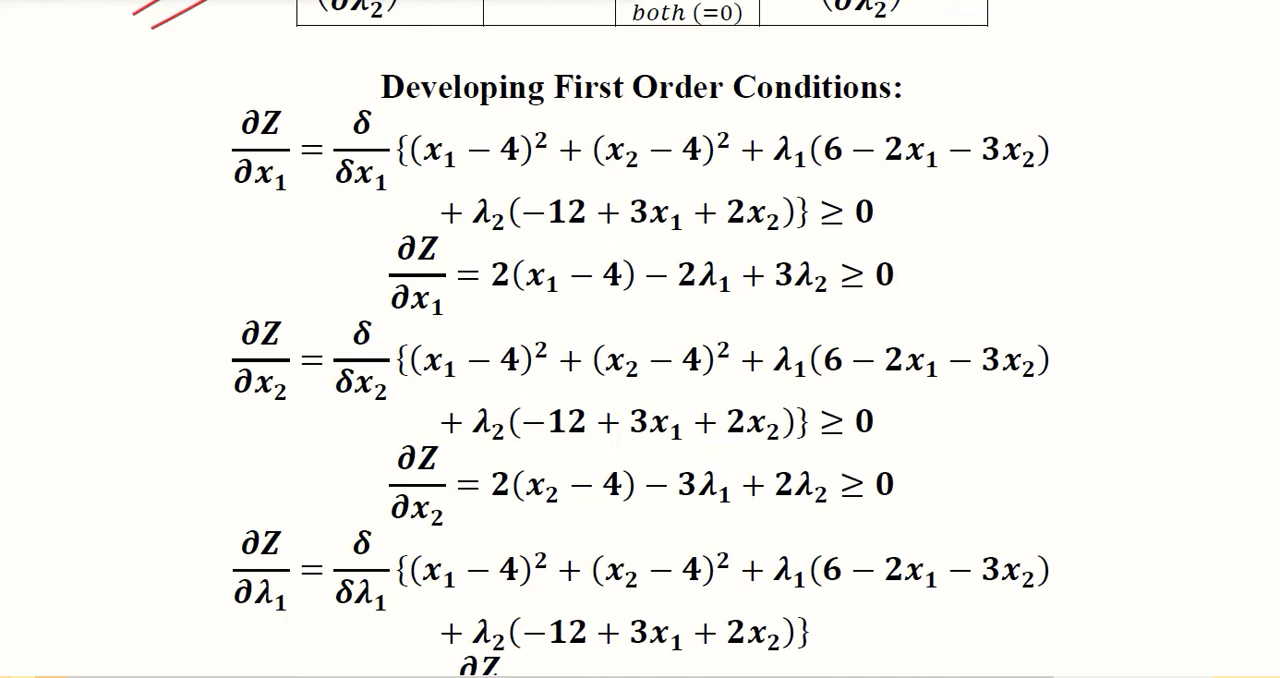 (∂λ₂)
both (=0)
(∂λ₂)
Developing First Order Conditions:
∂Z/∂x₁ = δ/δx₁ {(x₁ − 4)² + (x₂ − 4)² + λ₁(6 − 2x₁ − 3x₂)
+ λ₂(−12 + 3x₁ + 2x₂)} ≥ 0
∂Z/∂x₁ = 2(x₁ − 4) − 2λ₁ + 3λ₂ ≥ 0
∂Z/∂x₂ = δ/δx₂ {(x₁ − 4)² + (x₂ − 4)² + λ₁(6 − 2x₁ − 3x₂)
+ λ₂(−12 + 3x₁ + 2x₂)} ≥ 0
∂Z/∂x₂ = 2(x₂ − 4) − 3λ₁ + 2λ₂ ≥ 0
∂Z/∂λ₁ = δ/δλ₁ {(x₁ − 4)² + (x₂ − 4)² + λ₁(6 − 2x₁ − 3x₂)
+ λ₂(−12 + 3x₁ + 2x₂)}
∂Z